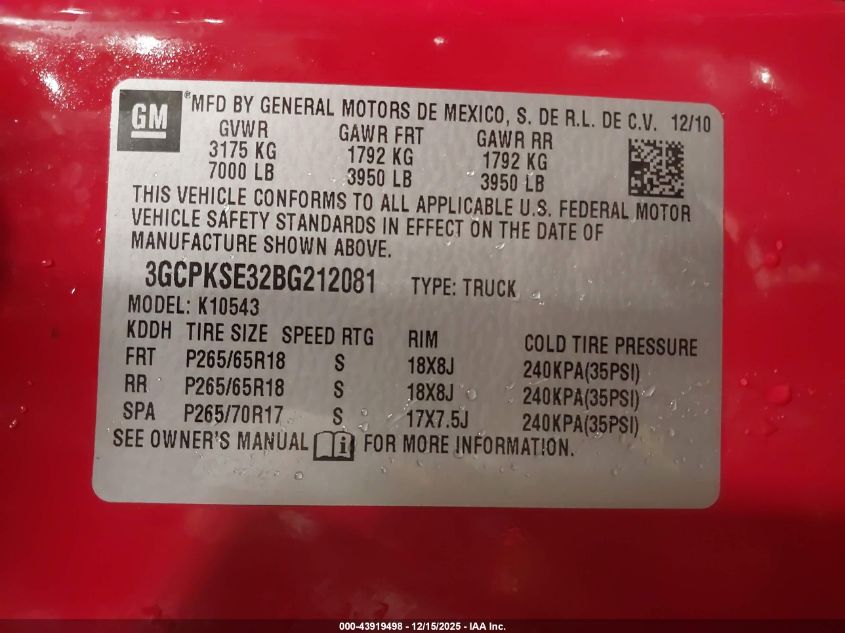 GM ® MFD BY GENERAL MOTORS DE MEXICO, S. DE R.L. DE C.V. 12/10
GVWR GAWR FRT GAWR RR
3175 KG 1792 KG 1792 KG
7000 LB 3950 LB 3950 LB
THIS VEHICLE CONFORMS TO ALL APPLICABLE U.S. FEDERAL MOTOR
VEHICLE SAFETY STANDARDS IN EFFECT ON THE DATE OF
MANUFACTURE SHOWN ABOVE.
3GCPKSE32BG212081 TYPE: TRUCK
MODEL: K10543
KDDH TIRE SIZE SPEED RTG RIM COLD TIRE PRESSURE
FRT P265/65R18 S 18X8J 240KPA(35PSI)
RR P265/65R18 S 18X8J 240KPA(35PSI)
SPA P265/70R17 S 17X7.5J 240KPA(35PSI)
SEE OWNER'S MANUAL i FOR MORE INFORMATION.
000-43919498 - 12/15/2025 - IAA Inc.